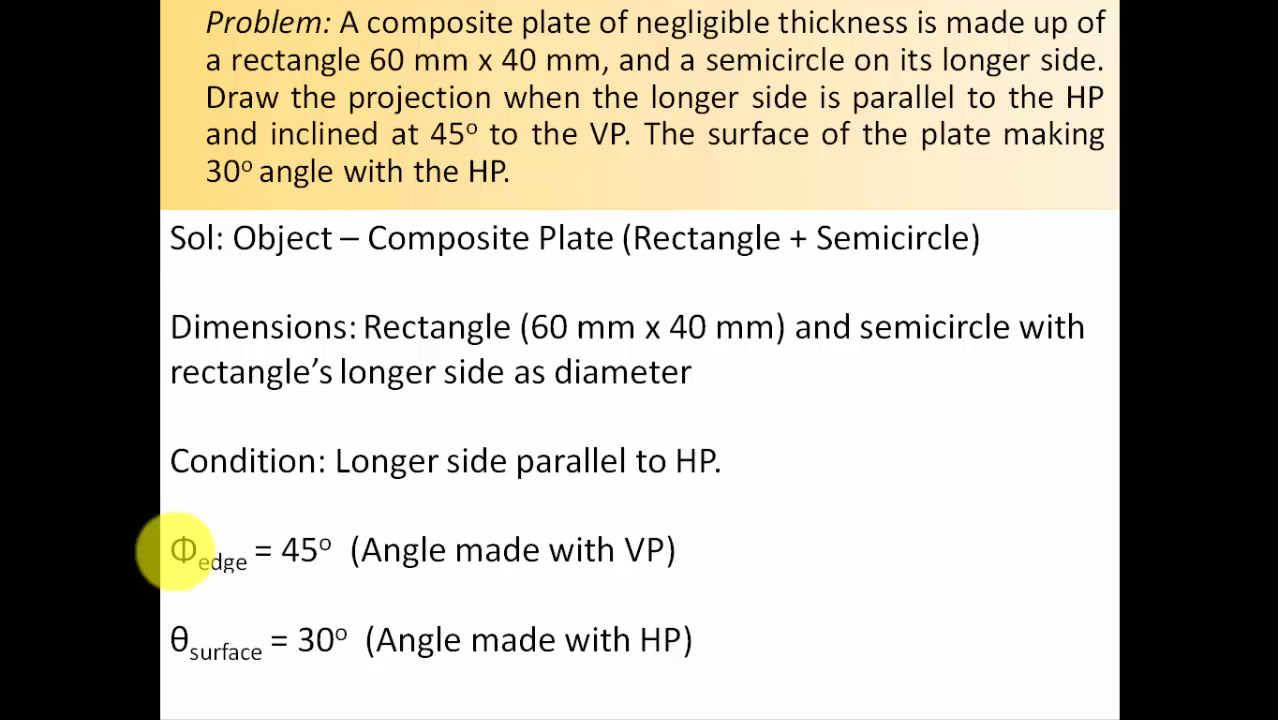 Problem: A composite plate of negligible thickness is made up of
a rectangle 60 mm x 40 mm, and a semicircle on its longer side.
Draw the projection when the longer side is parallel to the HP
and inclined at 45º to the VP. The surface of the plate making
30º angle with the HP.
Sol: Object – Composite Plate (Rectangle + Semicircle)
Dimensions: Rectangle (60 mm x 40 mm) and semicircle with
rectangle’s longer side as diameter
Condition: Longer side parallel to HP.
Φedge = 45º (Angle made with VP)
θsurface = 30º (Angle made with HP)